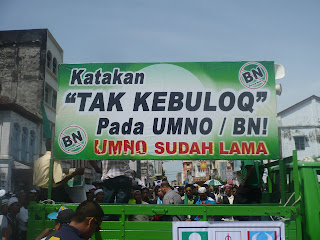 Katakan
"TAK KEBULOQ"
Pada UMNO / BN!
UMNO SUDAH LAMA
BN
BN